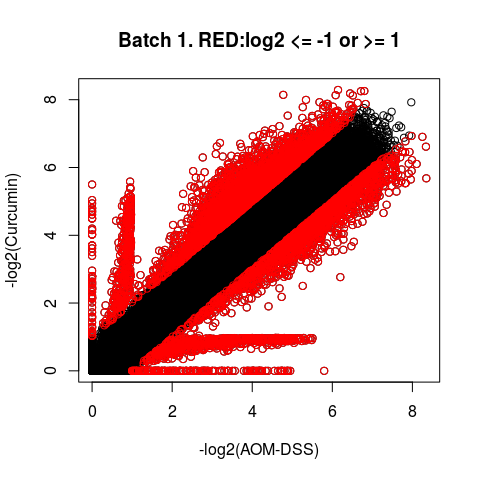 Batch 1. RED:log2 <= -1 or >= 1
-log2(Curcumin)
8
6
4
2
0
0 2 4 6 8
-log2(AOM-DSS)